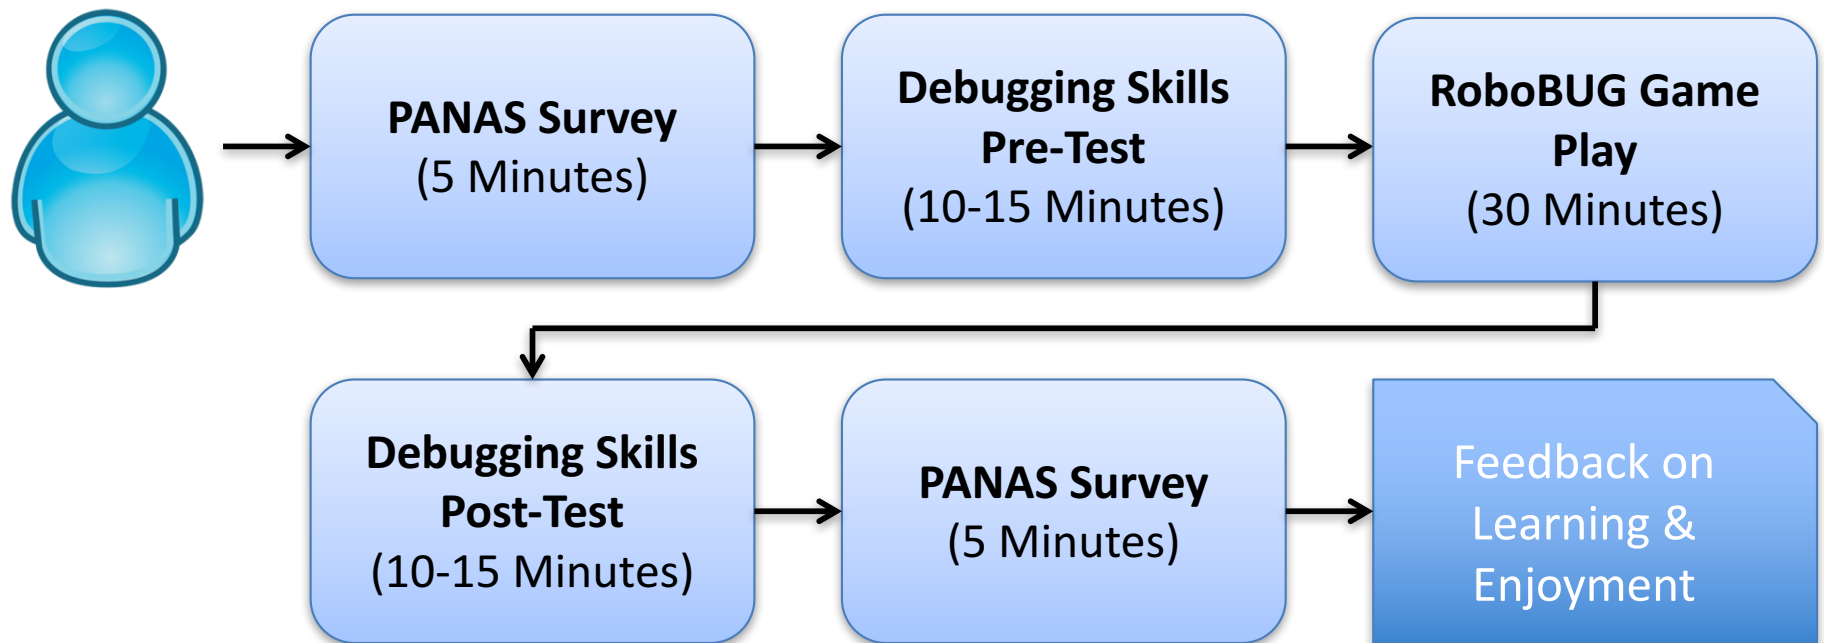 PANAS Survey
(5 Minutes)
Debugging Skills
Pre-Test
(10-15 Minutes)
RoboBUG Game
Play
(30 Minutes)
Debugging Skills
Post-Test
(10-15 Minutes)
PANAS Survey
(5 Minutes)
Feedback on
Learning &
Enjoyment